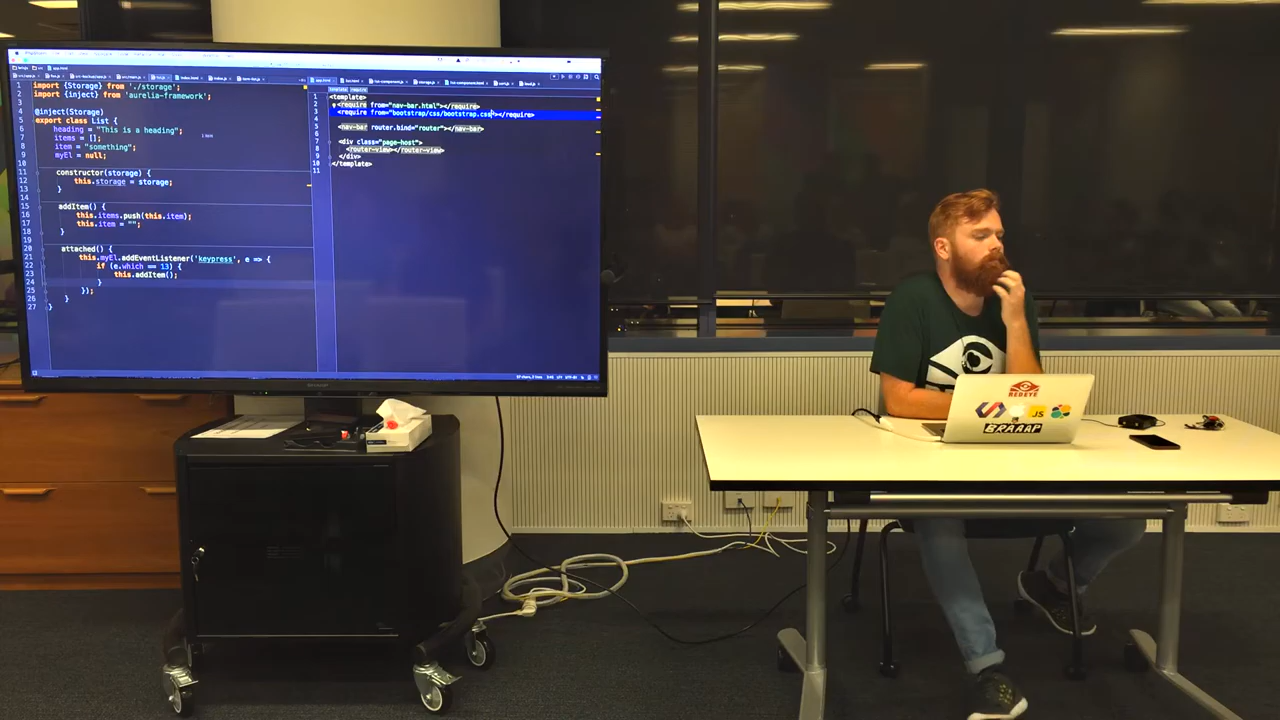 import {Storage} from './storage';
import {inject} from 'aurelia-framework';
@inject(Storage)
export class List {
heading = "This is a heading";
items = [];
item = "something";
myEl = null;
constructor(storage) {
this.storage = storage;
}
addItem() {
this.items.push(this.item);
this.item = "";
}
attached() {
this.myEl.addEventListener('keypress', e => {
if (e.which == 13) {
this.addItem();
}
});
}
}
<template>
<require from="nav-bar.html"></require>
<require from="bootstrap/css/bootstrap.css"></require>
<nav-bar router.bind="router"></nav-bar>
<div class="page-host">
<router-view></router-view>
</div>
</template>
SHARP
REDEYE
JS
BRAAAP